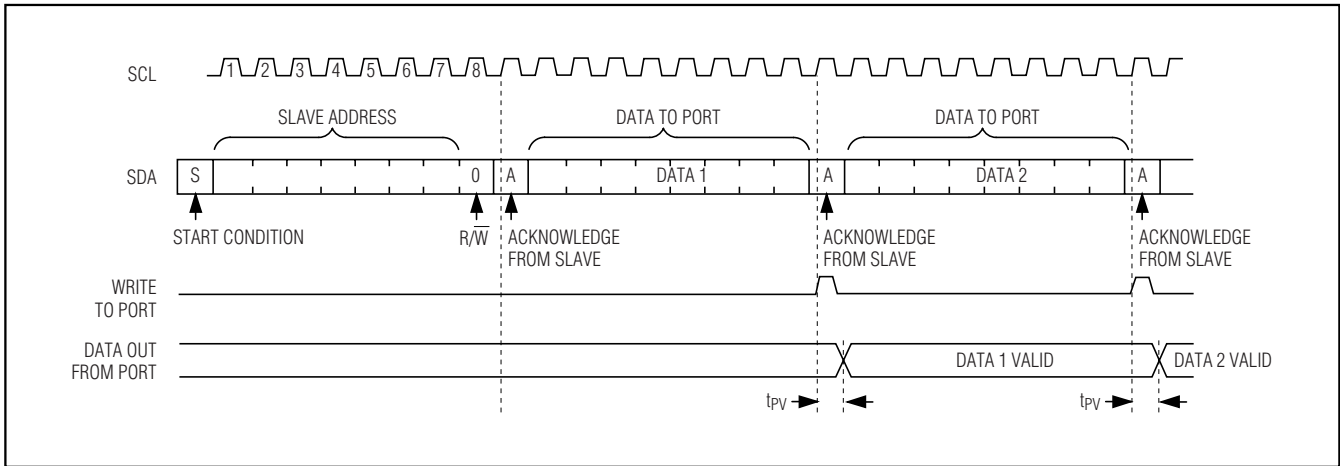 SCL 1 2 3 4 5 6 7 8
SLAVE ADDRESS DATA TO PORT DATA TO PORT
SDA S 0 A DATA 1 A DATA 2 A
START CONDITION R/W̅ ACKNOWLEDGE FROM SLAVE ACKNOWLEDGE FROM SLAVE ACKNOWLEDGE FROM SLAVE
WRITE
TO PORT
DATA OUT
FROM PORT
DATA 1 VALID DATA 2 VALID
tPV tPV